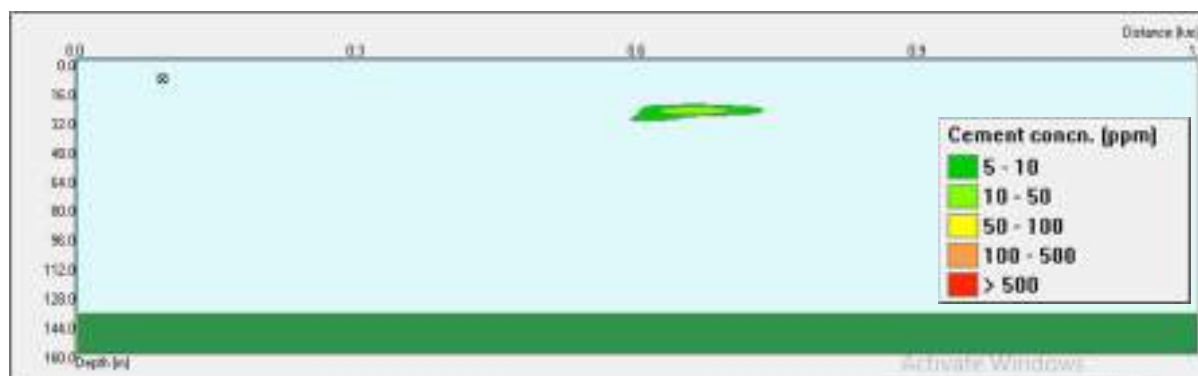 Distance [km]
0.0 0.3 0.6 0.9 1.
0.0
16.0
32.0
48.0
64.0
80.0
96.0
112.0
128.0
144.0
160.0
Depth [m]
Cement concn. [ppm]
5 - 10
10 - 50
50 - 100
100 - 500
> 500
Activate Windows